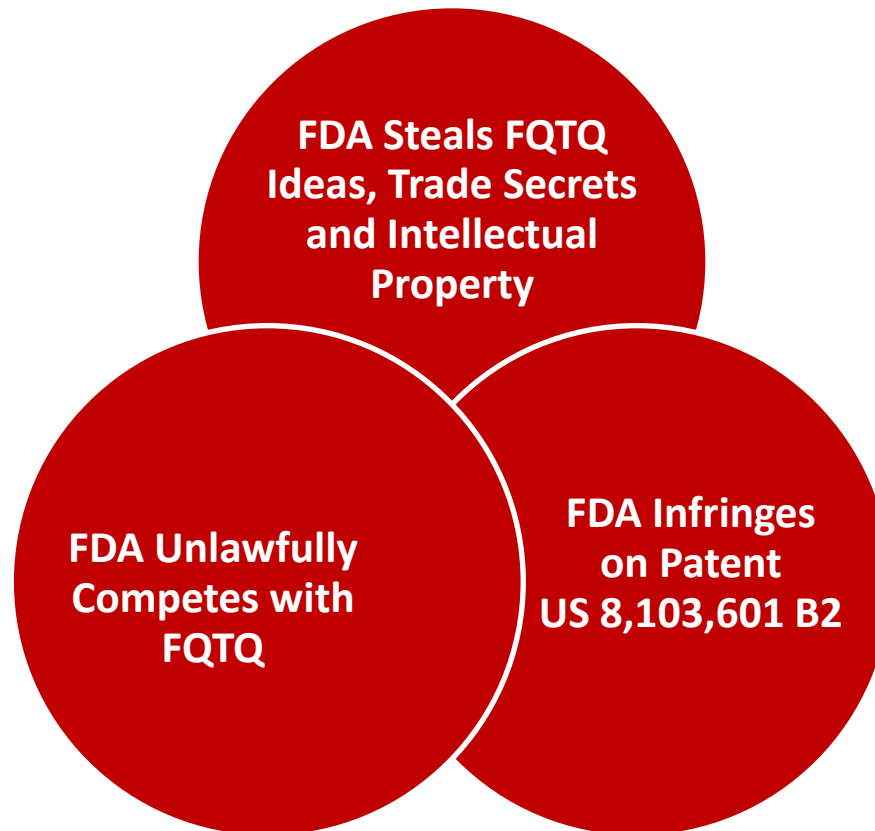 FDA Steals FQTQ
Ideas, Trade Secrets
and Intellectual
Property
FDA Unlawfully
Competes with
FQTQ
FDA Infringes
on Patent
US 8,103,601 B2